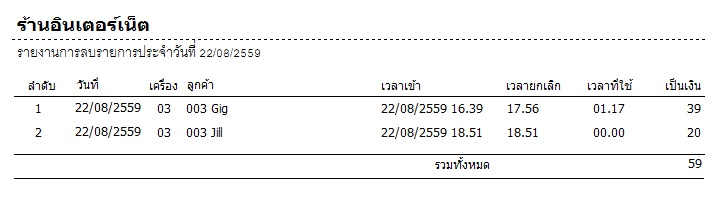 ร้านอินเตอร์เน็ต
รายงานการลบรายการประจำวันที่ 22/08/2559
ลำดับ วันที่ เครื่อง ลูกค้า เวลาเข้า เวลายกเลิก เวลาที่ใช้ เป็นเงิน
1 22/08/2559 03 003 Gig 22/08/2559 16.39 17.56 01.17 39
2 22/08/2559 03 003 Jill 22/08/2559 18.51 18.51 00.00 20
รวมทั้งหมด 59